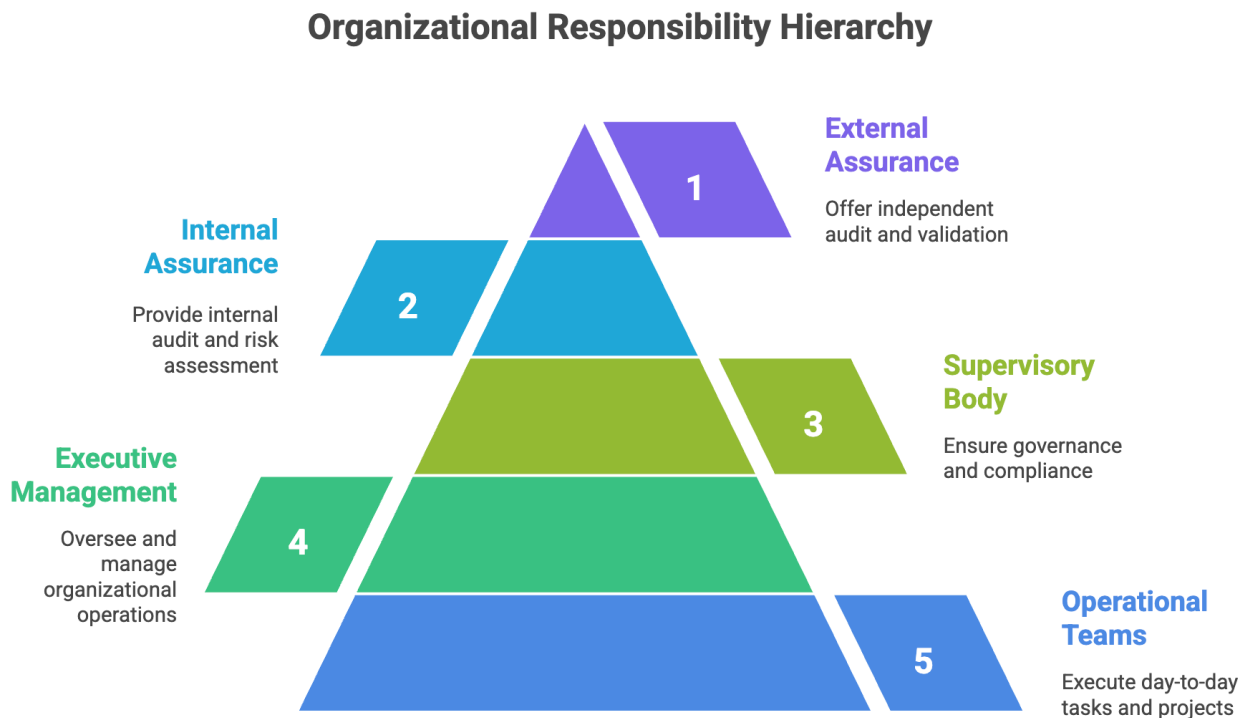 Organizational Responsibility Hierarchy
1
External
Assurance
Offer independent
audit and validation
Internal
Assurance
Provide internal
audit and risk
assessment
2
3
Supervisory
Body
Ensure governance
and compliance
Executive
Management
Oversee and
manage
organizational
operations
4
5
Operational
Teams
Execute day-to-day
tasks and projects